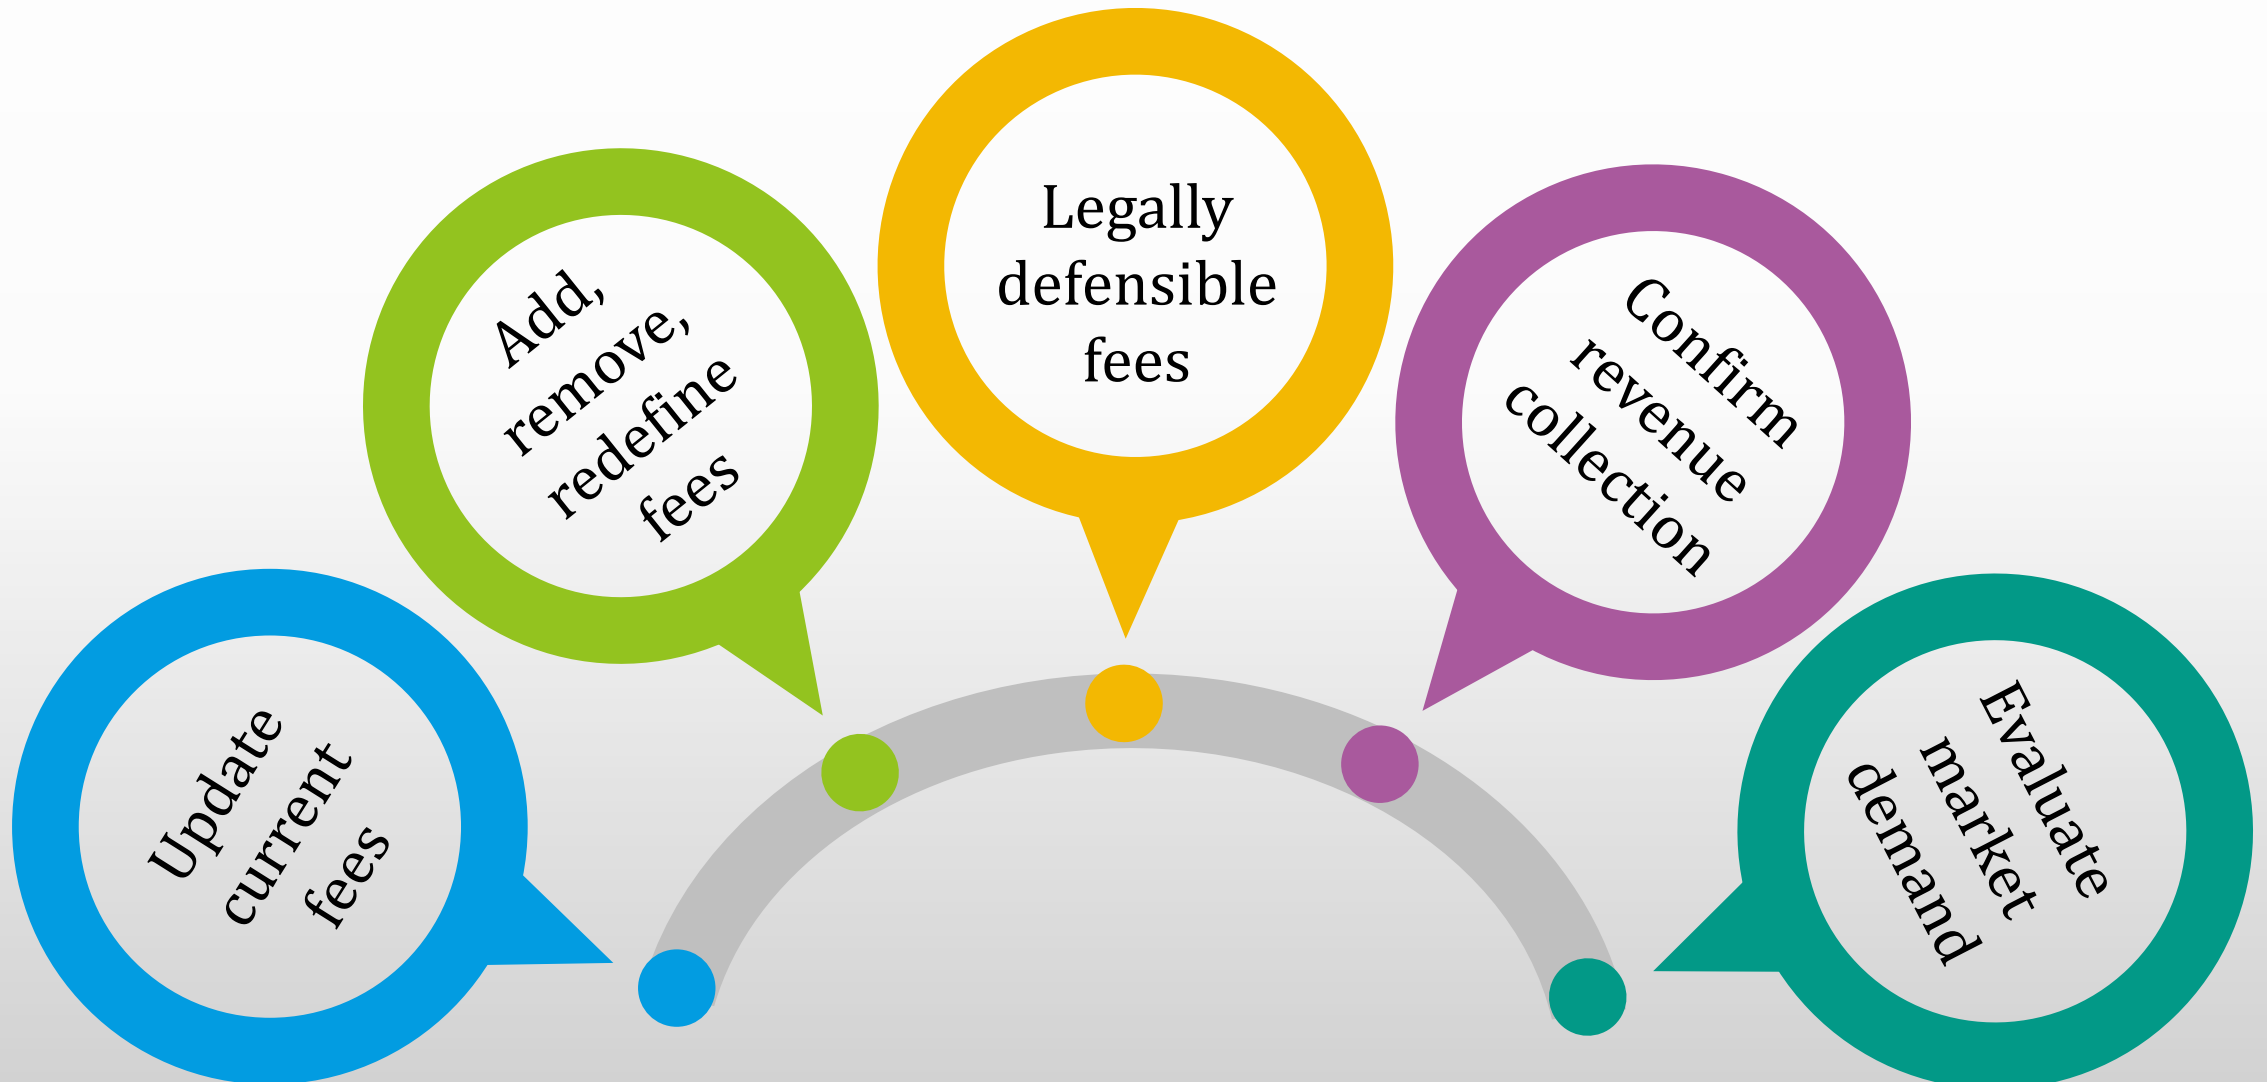 Update
current
fees
Add,
remove,
redefine
fees
Legally
defensible
fees
Confirm
revenue
collection
Evaluate
market
demand